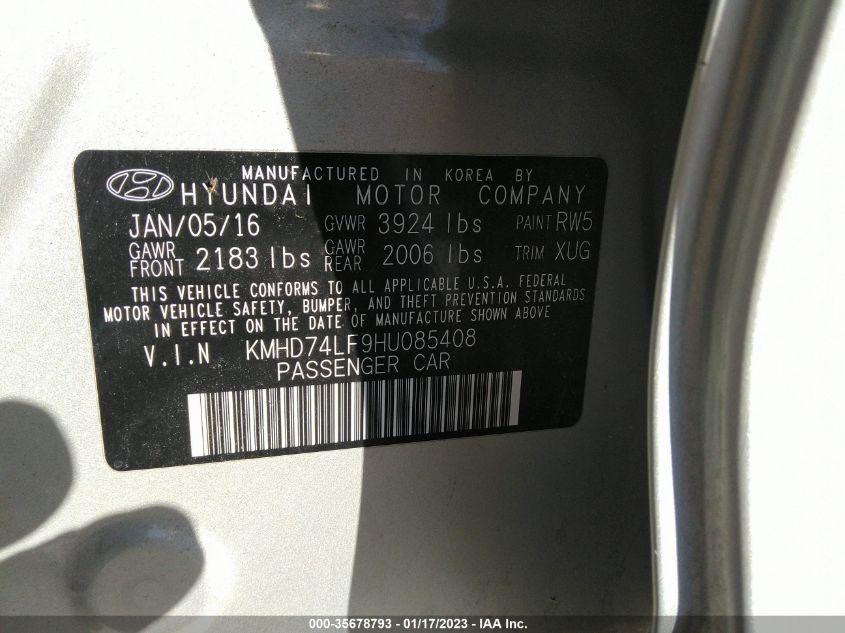 MANUFACTURED IN KOREA BY
HYUNDAI MOTOR COMPANY
JAN/05/16 GVWR 3924 lbs PAINT RW5
GAWR FRONT 2183 lbs GAWR REAR 2006 lbs TRIM XUG
THIS VEHICLE CONFORMS TO ALL APPLICABLE U.S.A. FEDERAL
MOTOR VEHICLE SAFETY, BUMPER, AND THEFT PREVENTION STANDARDS
IN EFFECT ON THE DATE OF MANUFACTURE SHOWN ABOVE
V.I.N KMHD74LF9HU085408
PASSENGER CAR
000-35678793 - 01/17/2023 - IAA Inc.